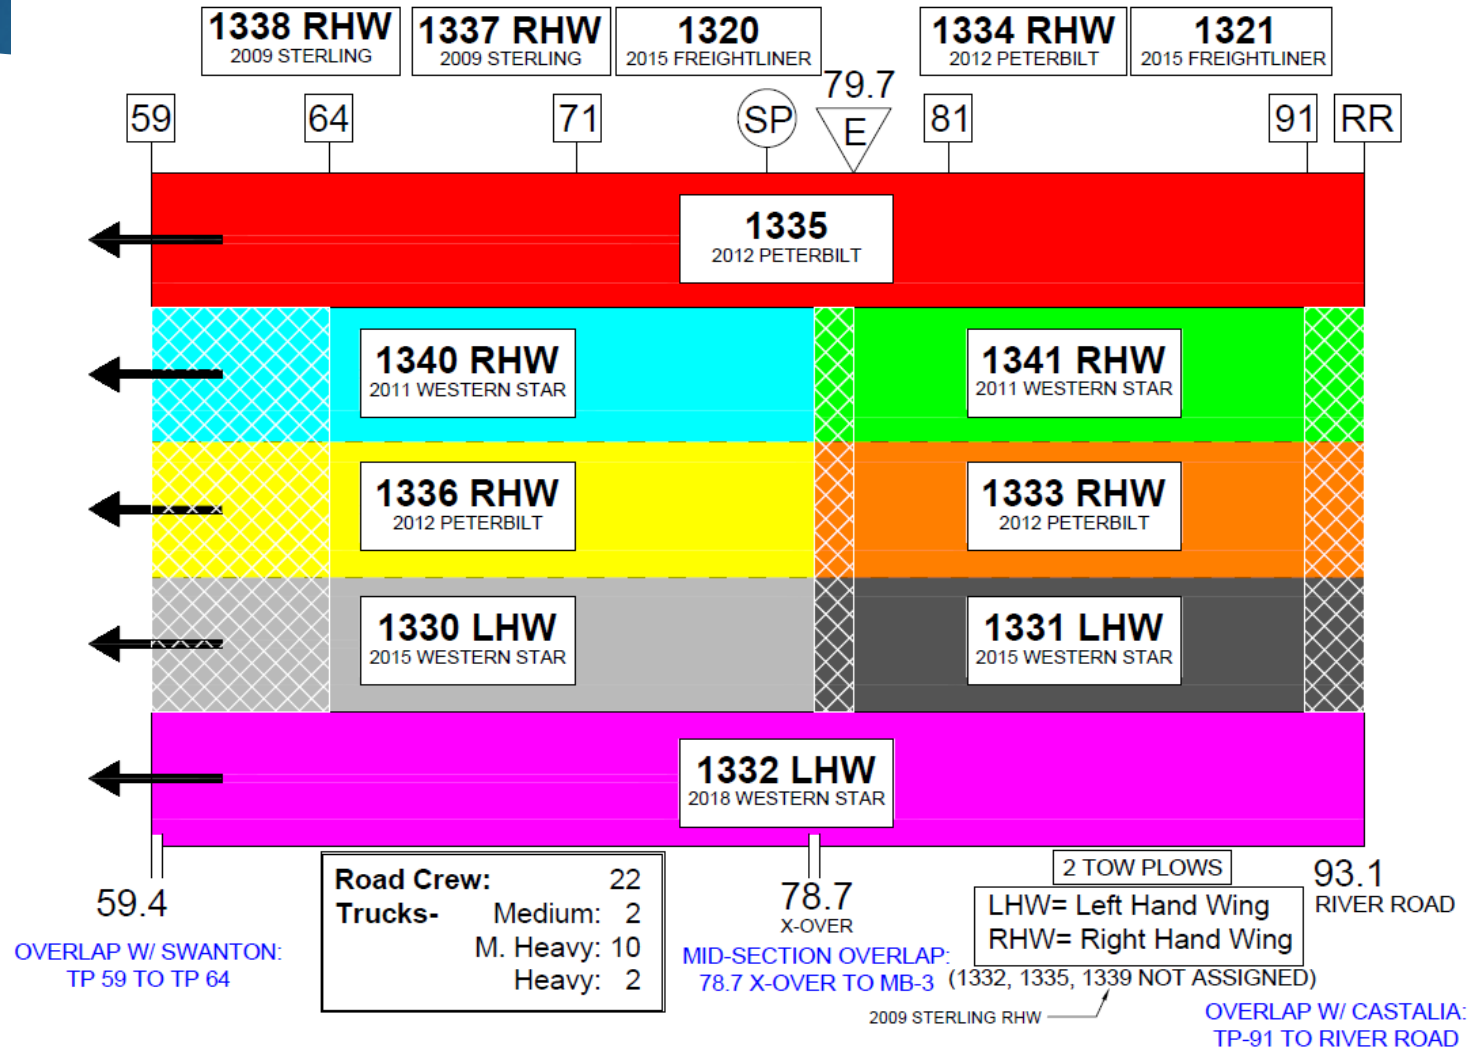 1338 RHW
2009 STERLING
1337 RHW
2009 STERLING
1320
2015 FREIGHTLINER
1334 RHW
2012 PETERBILT
1321
2015 FREIGHTLINER
79.7
59
64
71
SP
E
81
91
RR
1335
2012 PETERBILT
1340 RHW
2011 WESTERN STAR
1341 RHW
2011 WESTERN STAR
1336 RHW
2012 PETERBILT
1333 RHW
2012 PETERBILT
1330 LHW
2015 WESTERN STAR
1331 LHW
2015 WESTERN STAR
1332 LHW
2018 WESTERN STAR
59.4
OVERLAP W/ SWANTON:
TP 59 TO TP 64
Road Crew: 22
Trucks- Medium: 2
M. Heavy: 10
Heavy: 2
78.7
X-OVER
MID-SECTION OVERLAP:
78.7 X-OVER TO MB-3
2 TOW PLOWS
LHW= Left Hand Wing
RHW= Right Hand Wing
(1332, 1335, 1339 NOT ASSIGNED)
2009 STERLING RHW
93.1
RIVER ROAD
OVERLAP W/ CASTALIA:
TP-91 TO RIVER ROAD